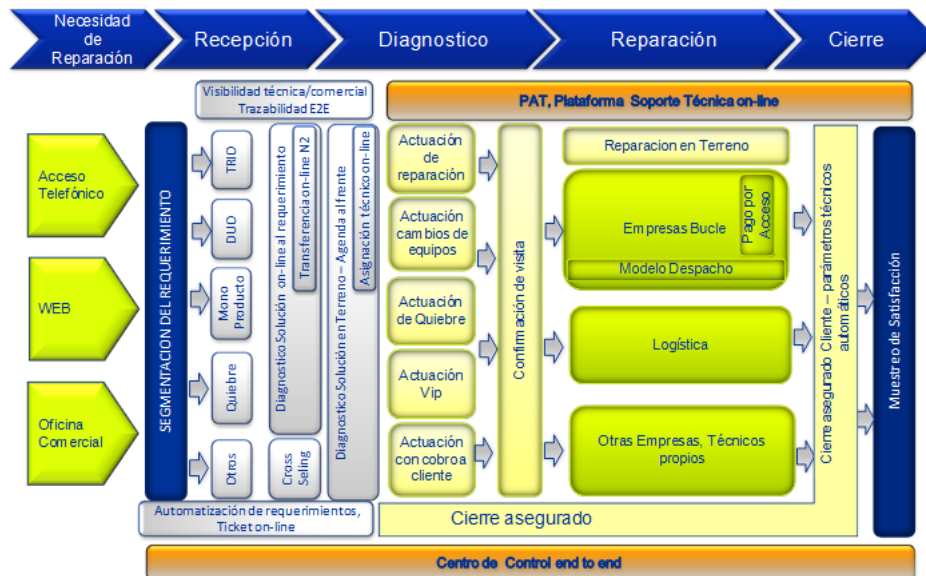 Necesidad
de
Reparación
Recepción
Diagnostico
Reparación
Cierre
Visibilidad técnica/comercial
Trazabilidad E2E
PAT, Plataforma Soporte Técnica on-line
Acceso
Telefónico
WEB
Oficina
Comercial
SEGMENTACION DEL REQUERIMIENTO
TRIO
DUO
Mono
Producto
Quiebre
Otros
Diagnostico Solución on-line al requerimiento
Transferencia on-line N2
Cross
Seling
Diagnostico Solución en Terreno – Agenda al frente
Asignación técnico on-line
Actuación
de
reparación
Actuación
cambios de
equipos
Actuación
de Quiebre
Actuación
Vip
Actuación
con cobro a
cliente
Confirmación de visita
Reparacion en Terreno
Empresas Bucle
Pago por
Acceso
Modelo Despacho
Logística
Otras Empresas, Técnicos
propios
Cierre asegurado Cliente – parámetros técnicos
automáticos
Muestreo de Satisfacción
Automatización de requerimientos,
Ticket on-line
Cierre asegurado
Centro de Control end to end